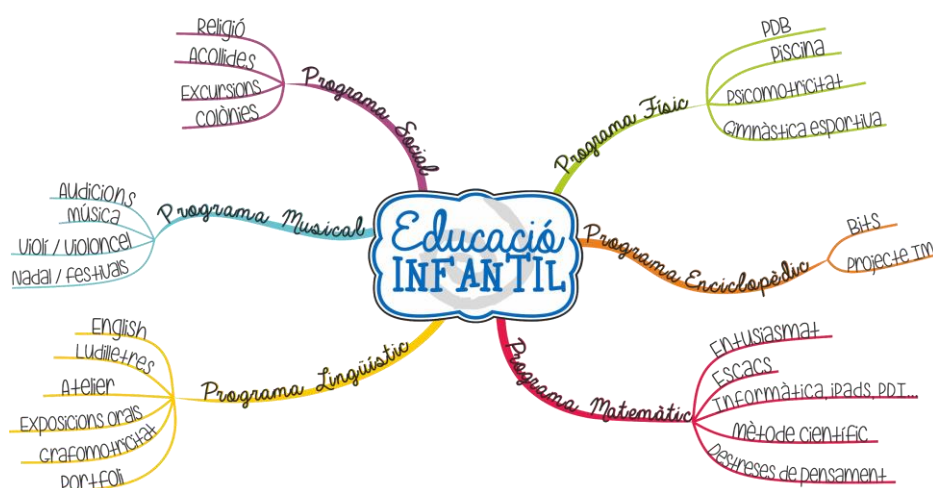 Educació
INFANTIL
Programa Social
Religió
Acollides
Excursions
Colònies
Programa Físic
PDB
Piscina
Psicomotricitat
Gimnàstica esportiva
Programa Musical
Audicions
Música
Violí / Violoncel
Nadal / Festivals
Programa Enciclopèdic
Bits
Projecte IM
Programa Lingüístic
English
Ludilletres
Atelier
Exposicions orals
Grafomotricitat
Portfoli
Programa Matemàtic
Entusiasmat
Escacs
Informàtica, iPads, PDI...
Mètode científic
Destreses de pensament